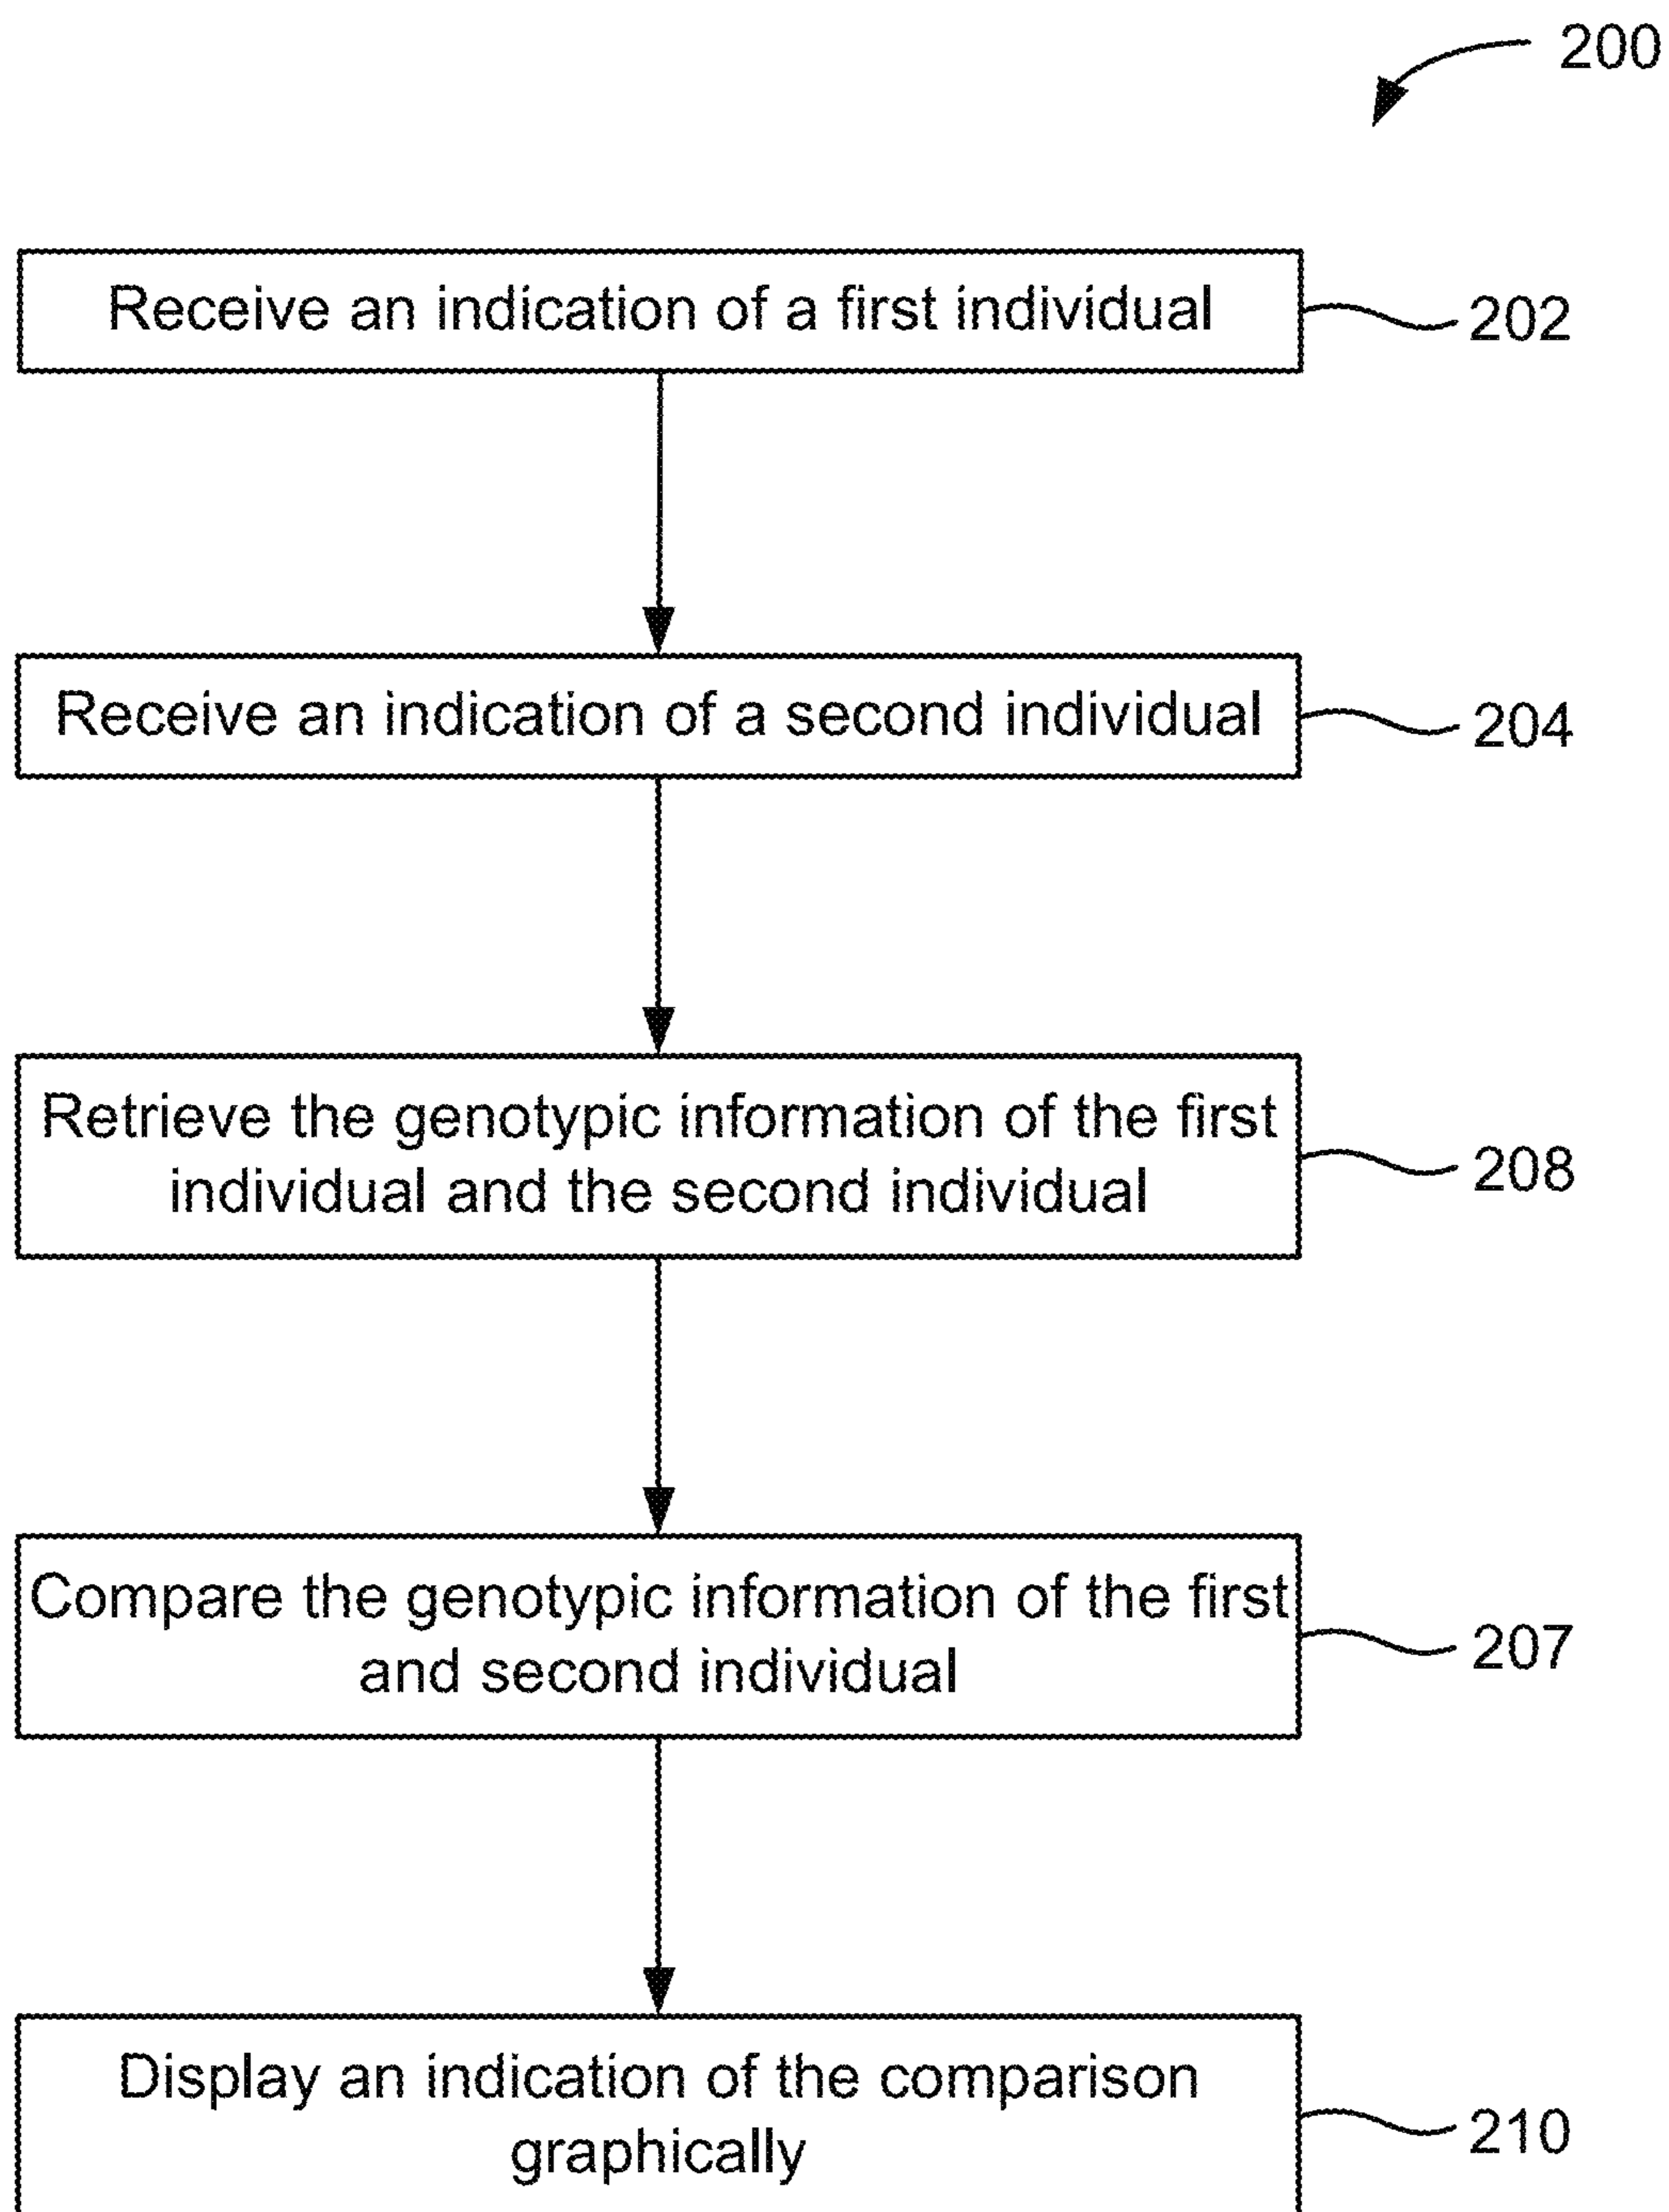 200
Receive an indication of a first individual
202
Receive an indication of a second individual
204
Retrieve the genotypic information of the first
individual and the second individual
208
Compare the genotypic information of the first
and second individual
207
Display an indication of the comparison
graphically
210